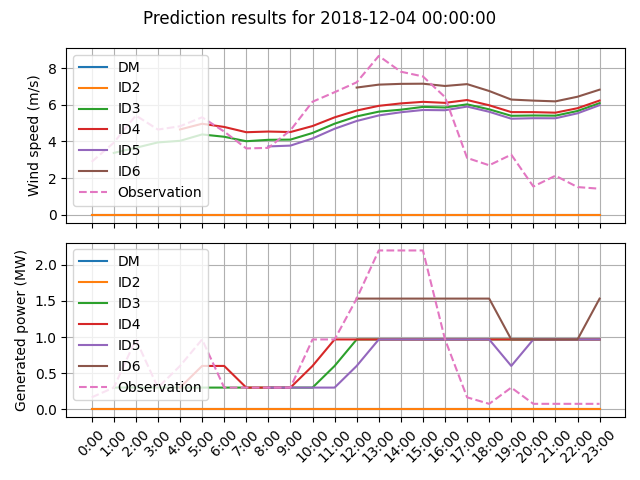 Prediction results for 2018-12-04 00:00:00
Wind speed (m/s)
8
6
4
2
0
DM
ID2
ID3
ID4
ID5
ID6
Observation
Generated power (MW)
2.0
1.5
1.0
0.5
0.0
DM
ID2
ID3
ID4
ID5
ID6
Observation
0:00
1:00
2:00
3:00
4:00
5:00
6:00
7:00
8:00
9:00
10:00
11:00
12:00
13:00
14:00
15:00
16:00
17:00
18:00
19:00
20:00
21:00
22:00
23:00